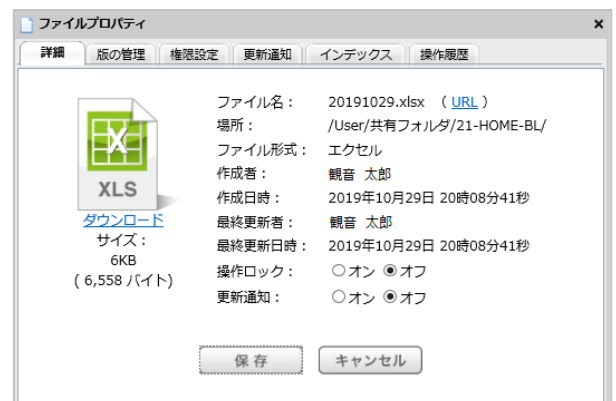 ファイルプロパティ
×
詳細 版の管理 権限設定 更新通知 インデックス 操作履歴
XLS
ダウンロード
サイズ：
6KB
( 6,558 バイト)
ファイル名： 20191029.xlsx （ URL ）
場所： /User/共有フォルダ/21-HOME-BL/
ファイル形式： エクセル
作成者： 観音 太郎
作成日時： 2019年10月29日 20時08分41秒
最終更新者： 観音 太郎
最終更新日時： 2019年10月29日 20時08分41秒
操作ロック： オン オフ
更新通知： オン オフ
保存 キャンセル